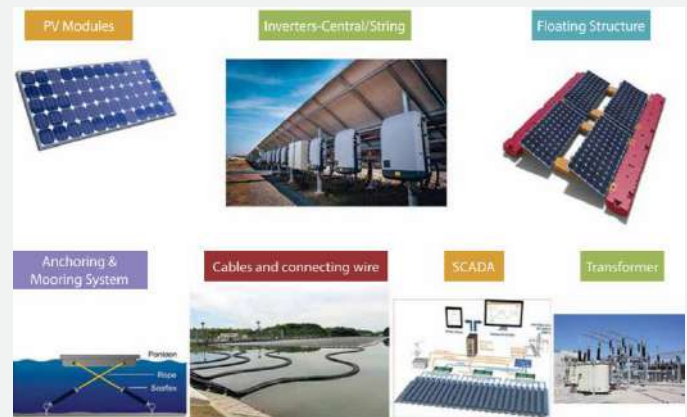 PV Modules
Inverters-Central/String
Floating Structure
Anchoring &
Mooring System
Cables and connecting wire
SCADA
Transformer
Pontoon
Rope
Seaflex